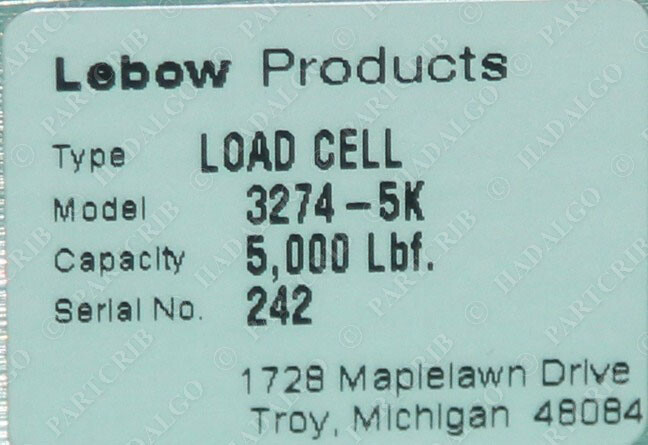 Lebow Products
Type LOAD CELL
Model 3274-5K
Capacity 5,000 Lbf.
Serial No. 242
1728 Maplelawn Drive
Troy, Michigan 48084